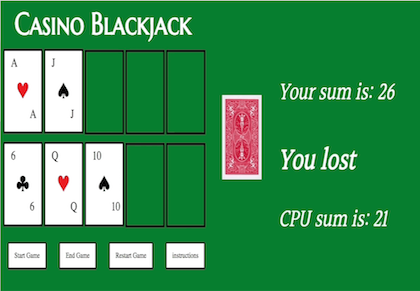 Casino Blackjack
A J
A J
Your sum is: 26
6 Q 10
6 Q 10
You lost
CPU sum is: 21
Start Game End Game Restart Game instructions